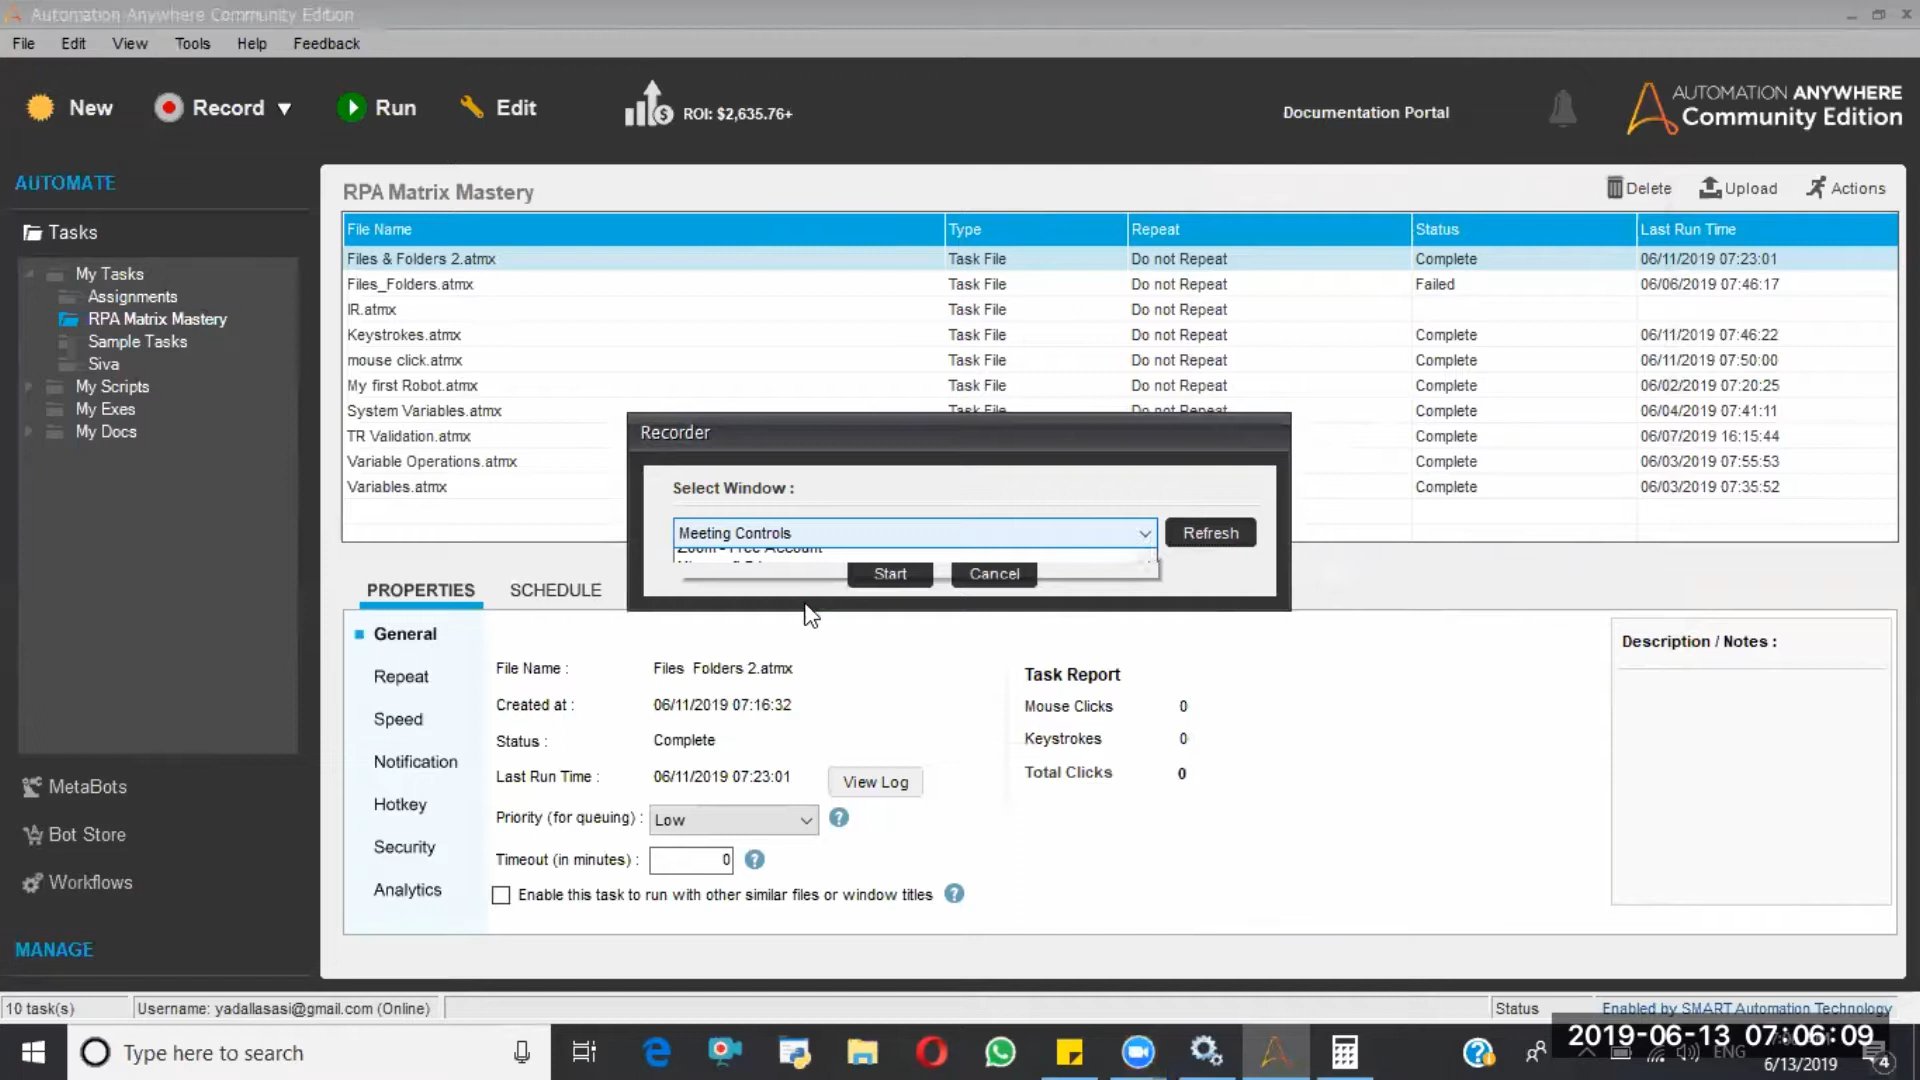 Automation Anywhere Community Edition
File Edit View Tools Help Feedback
New Record Run Edit ROI: $2,635.76+ Documentation Portal
AUTOMATION ANYWHERE
Community Edition
AUTOMATE
Tasks
My Tasks
Assignments
RPA Matrix Mastery
Sample Tasks
Siva
My Scripts
My Exes
My Docs
MetaBots
Bot Store
Workflows
MANAGE
RPA Matrix Mastery Delete Upload Actions
File Name Type Repeat Status Last Run Time
Files & Folders 2.atmx Task File Do not Repeat Complete 06/11/2019 07:23:01
Files_Folders.atmx Task File Do not Repeat Failed 06/06/2019 07:46:17
IR.atmx Task File Do not Repeat
Keystrokes.atmx Task File Do not Repeat Complete 06/11/2019 07:46:22
mouse click.atmx Task File Do not Repeat Complete 06/11/2019 07:50:00
My first Robot.atmx Task File Do not Repeat Complete 06/02/2019 07:20:25
System Variables.atmx Task File Do not Repeat Complete 06/04/2019 07:41:11
TR Validation.atmx Complete 06/07/2019 16:15:44
Variable Operations.atmx Complete 06/03/2019 07:55:53
Variables.atmx Complete 06/03/2019 07:35:52
Recorder
Select Window :
Meeting Controls Refresh
Zoom - Free Account
Start Cancel
PROPERTIES SCHEDULE
General
Repeat
Speed
Notification
Hotkey
Security
Analytics
File Name : Files Folders 2.atmx
Created at : 06/11/2019 07:16:32
Status : Complete
Last Run Time : 06/11/2019 07:23:01 View Log
Priority (for queuing) : Low ?
Timeout (in minutes) : 0 ?
Enable this task to run with other similar files or window titles ?
Task Report
Mouse Clicks 0
Keystrokes 0
Total Clicks 0
Description / Notes :
10 task(s) Username: yadallasasi@gmail.com (Online) Status Enabled by SMART Automation Technology
Type here to search
2019-06-13 07:06:09
ENG
6/13/2019
4